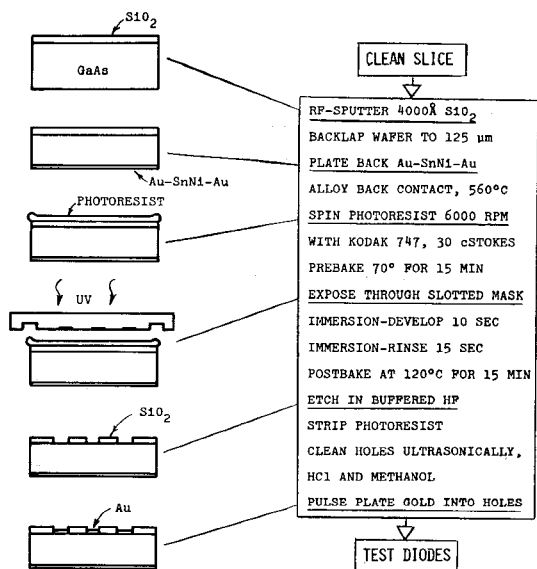 SiO2
GaAs
Au-SnNi-Au
PHOTORESIST
UV
SiO2
Au
CLEAN SLICE
RF-SPUTTER 4000Å SiO2
BACKLAP WAFER TO 125 μm
PLATE BACK Au-SnNi-Au
ALLOY BACK CONTACT, 560°C
SPIN PHOTORESIST 6000 RPM
WITH KODAK 747, 30 cSTOKES
PREBAKE 70° FOR 15 MIN
EXPOSE THROUGH SLOTTED MASK
IMMERSION-DEVELOP 10 SEC
IMMERSION-RINSE 15 SEC
POSTBAKE AT 120°C FOR 15 MIN
ETCH IN BUFFERED HF
STRIP PHOTORESIST
CLEAN HOLES ULTRASONICALLY,
HCl AND METHANOL
PULSE PLATE GOLD INTO HOLES
TEST DIODES